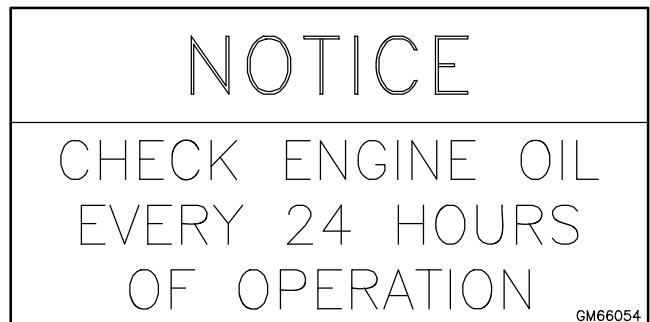 NOTICE
CHECK ENGINE OIL
EVERY 24 HOURS
OF OPERATION
GM66054